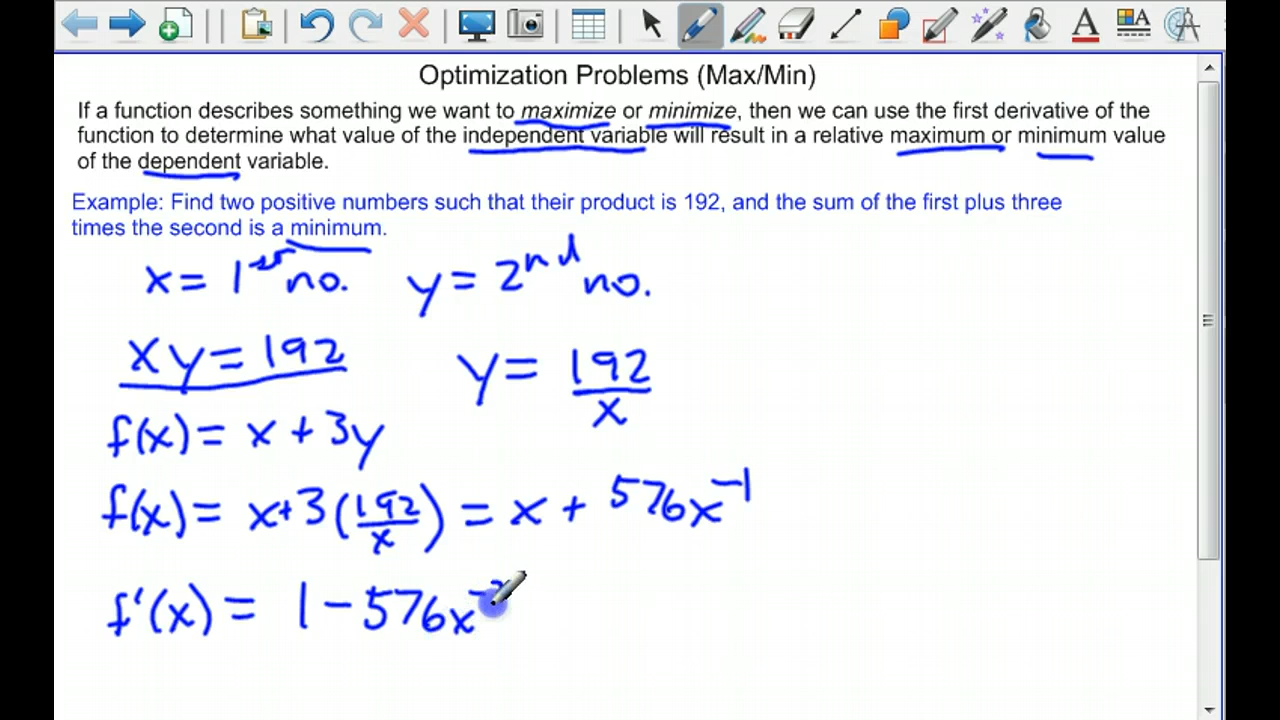 Optimization Problems (Max/Min)
If a function describes something we want to maximize or minimize, then we can use the first derivative of the
function to determine what value of the independent variable will result in a relative maximum or minimum value
of the dependent variable.
Example: Find two positive numbers such that their product is 192, and the sum of the first plus three
times the second is a minimum.
x = 1st no. y = 2nd no.
xy = 192 y = 192/x
f(x) = x + 3y
f(x) = x + 3(192/x) = x + 576x^-1
f'(x) = 1 - 576x^-2